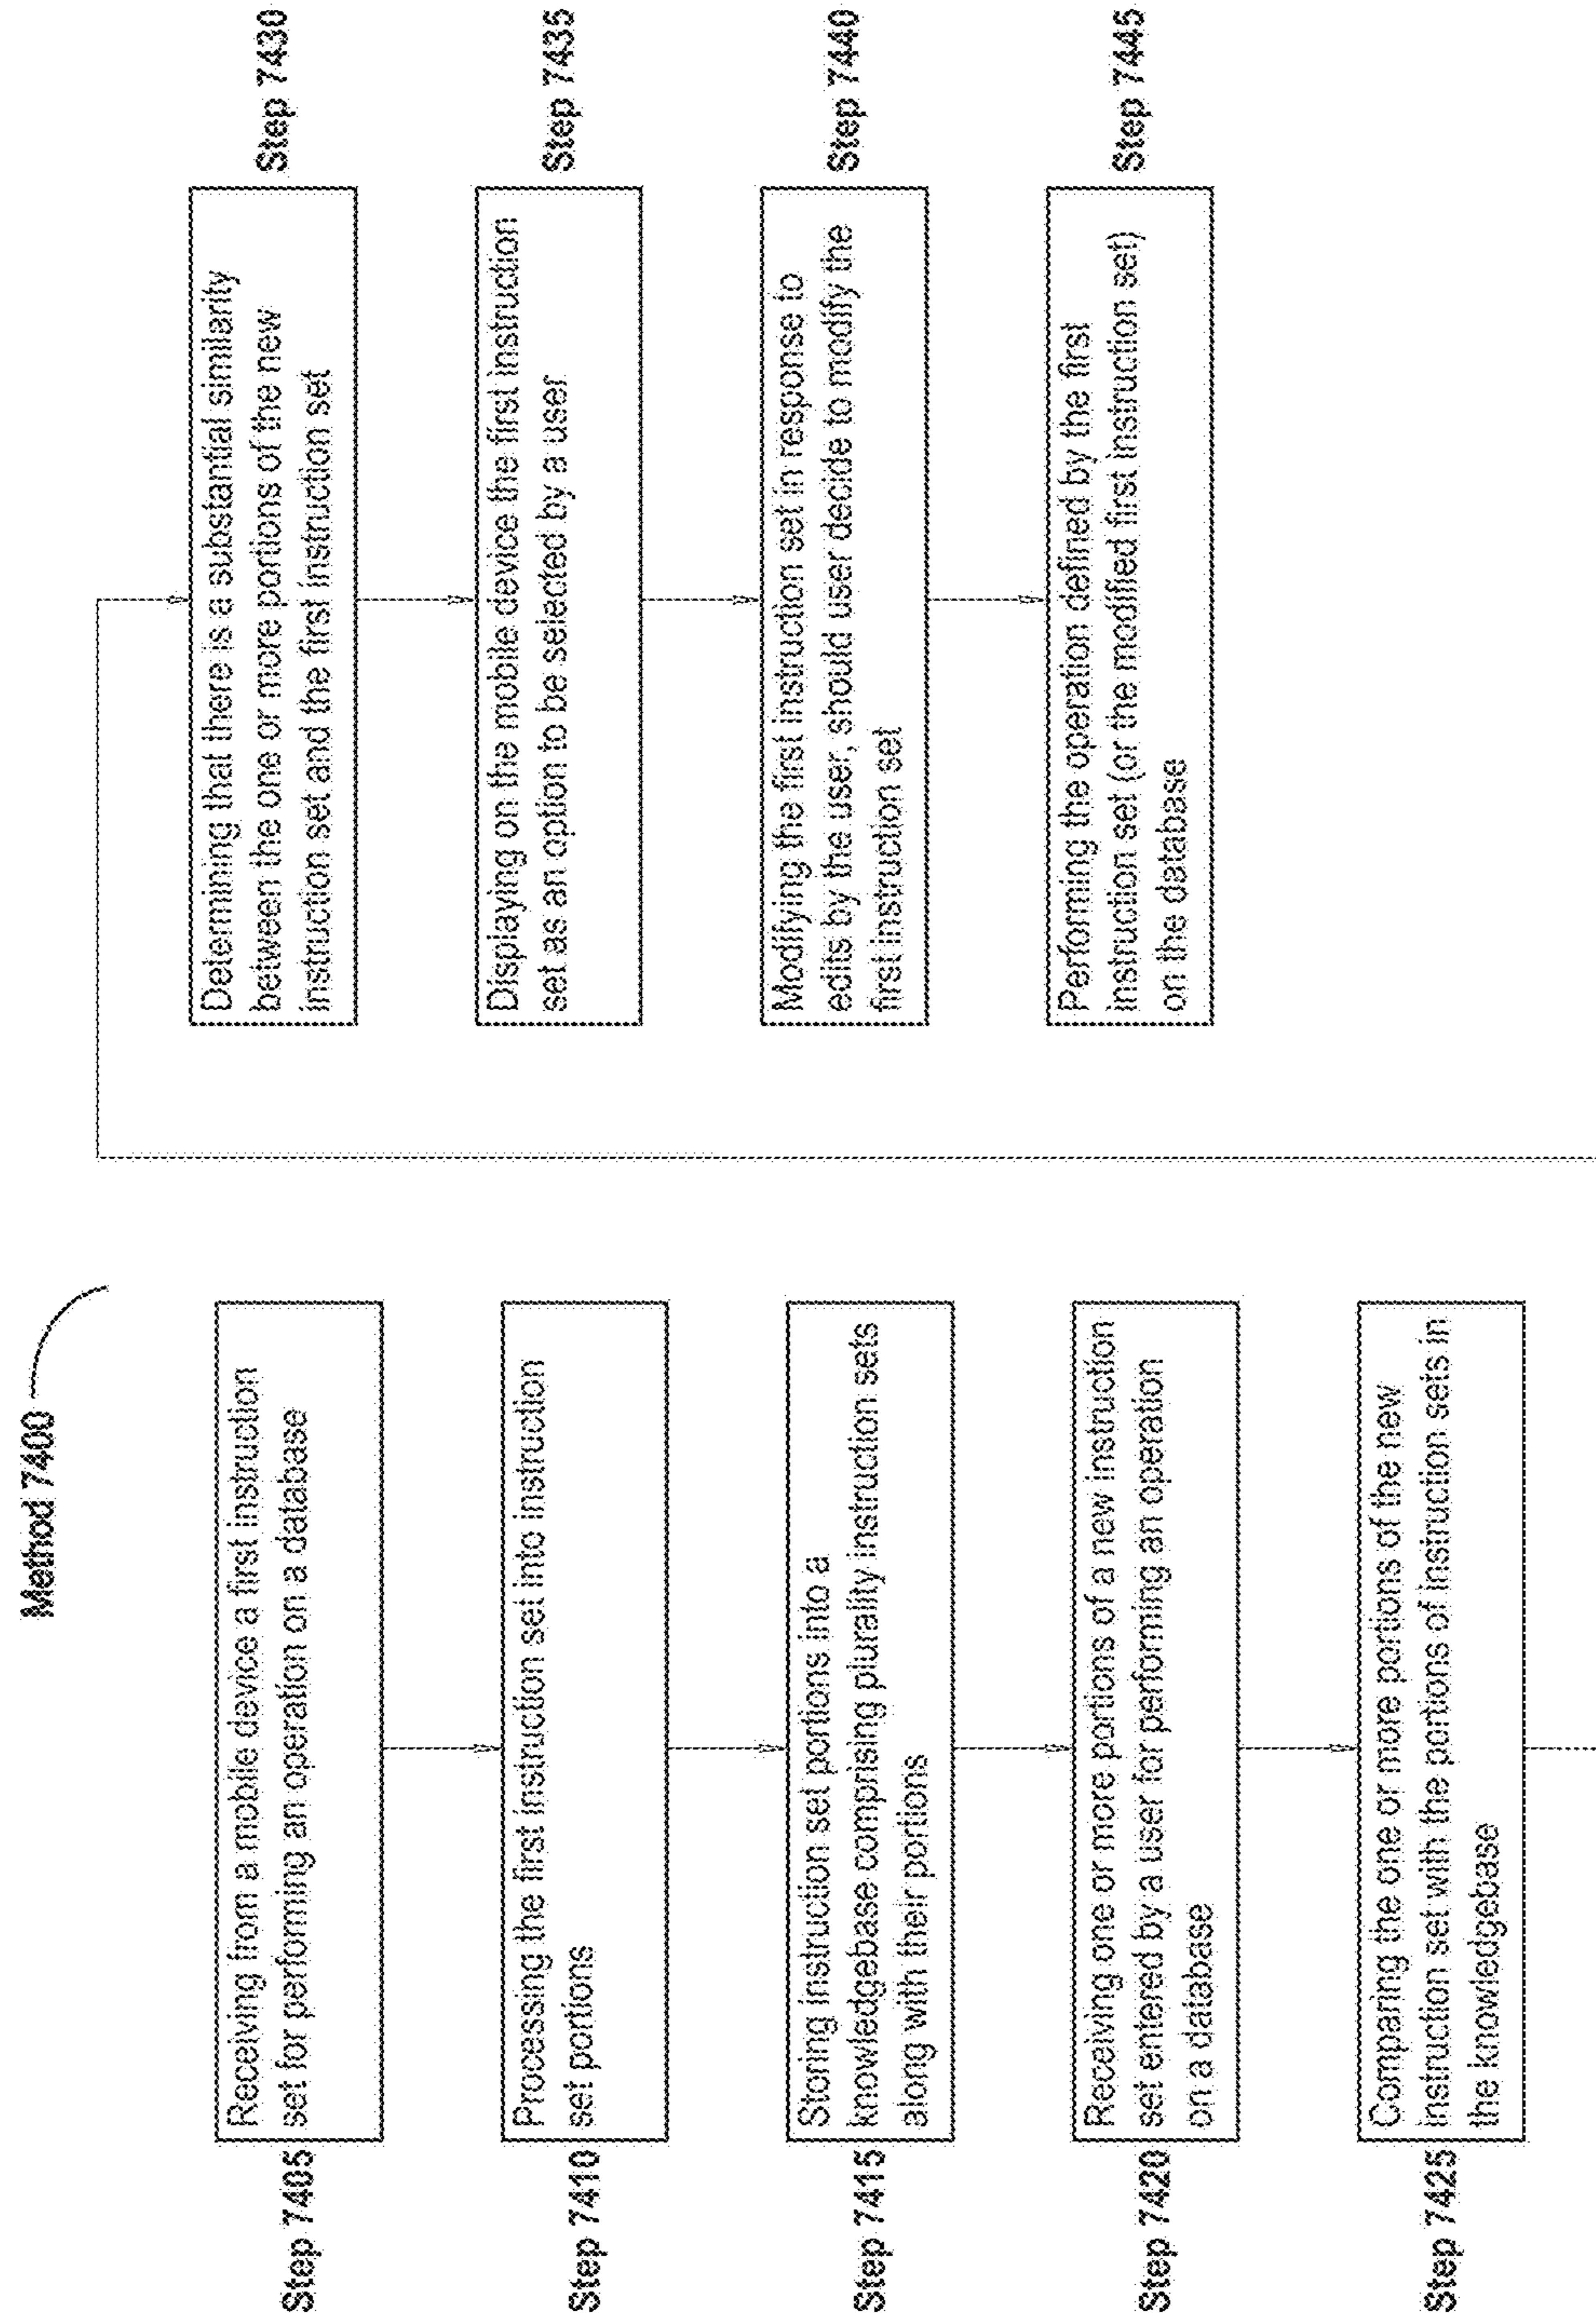 Method 7400
Step 7405
Receiving from a mobile device a first instruction
set for performing an operation on a database
Step 7410
Processing the first instruction set into instruction
set portions
Step 7415
Storing instruction set portions into a
knowledgebase comprising plurality instruction sets
along with their portions
Step 7420
Receiving one or more portions of a new instruction
set entered by a user for performing an operation
on a database
Step 7425
Comparing the one or more portions of the new
instruction set with the portions of instruction sets in
the knowledgebase
Step 7430
Determining that there is a substantial similarity
between the one or more portions of the new
instruction set and the first instruction set
Step 7435
Displaying on the mobile device the first instruction
set as an option to be selected by a user
Step 7440
Modifying the first instruction set in response to
edits by the user, should user decide to modify the
first instruction set
Step 7445
Performing the operation defined by the first
instruction set (or the modified first instruction set)
on the database